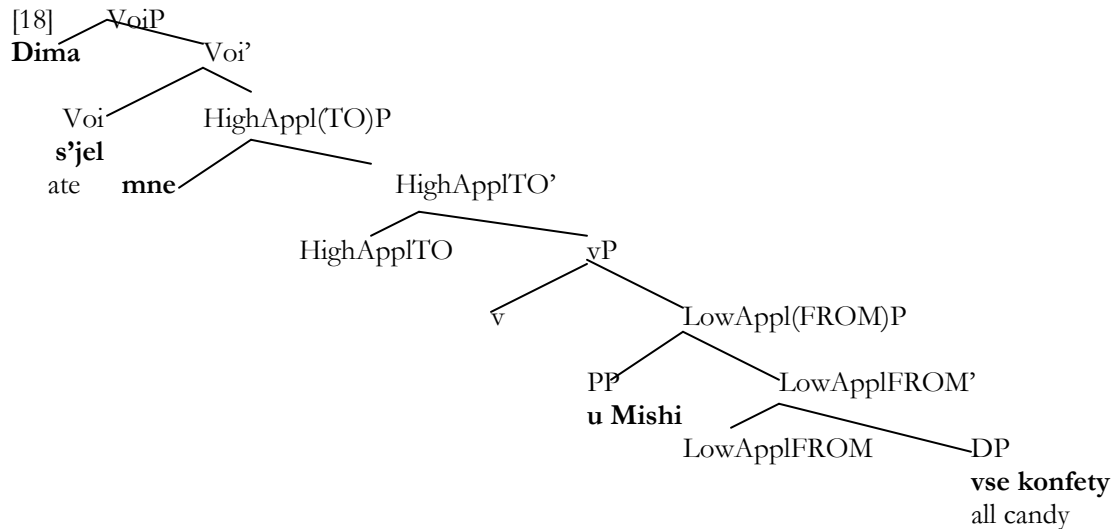 [18] VoiP
Dima Voi’
Voi HighAppl(TO)P
s’jel
ate mne HighApplTO’
HighApplTO vP
v LowAppl(FROM)P
PP LowApplFROM’
u Mishi
LowApplFROM DP
vse konfety
all candy